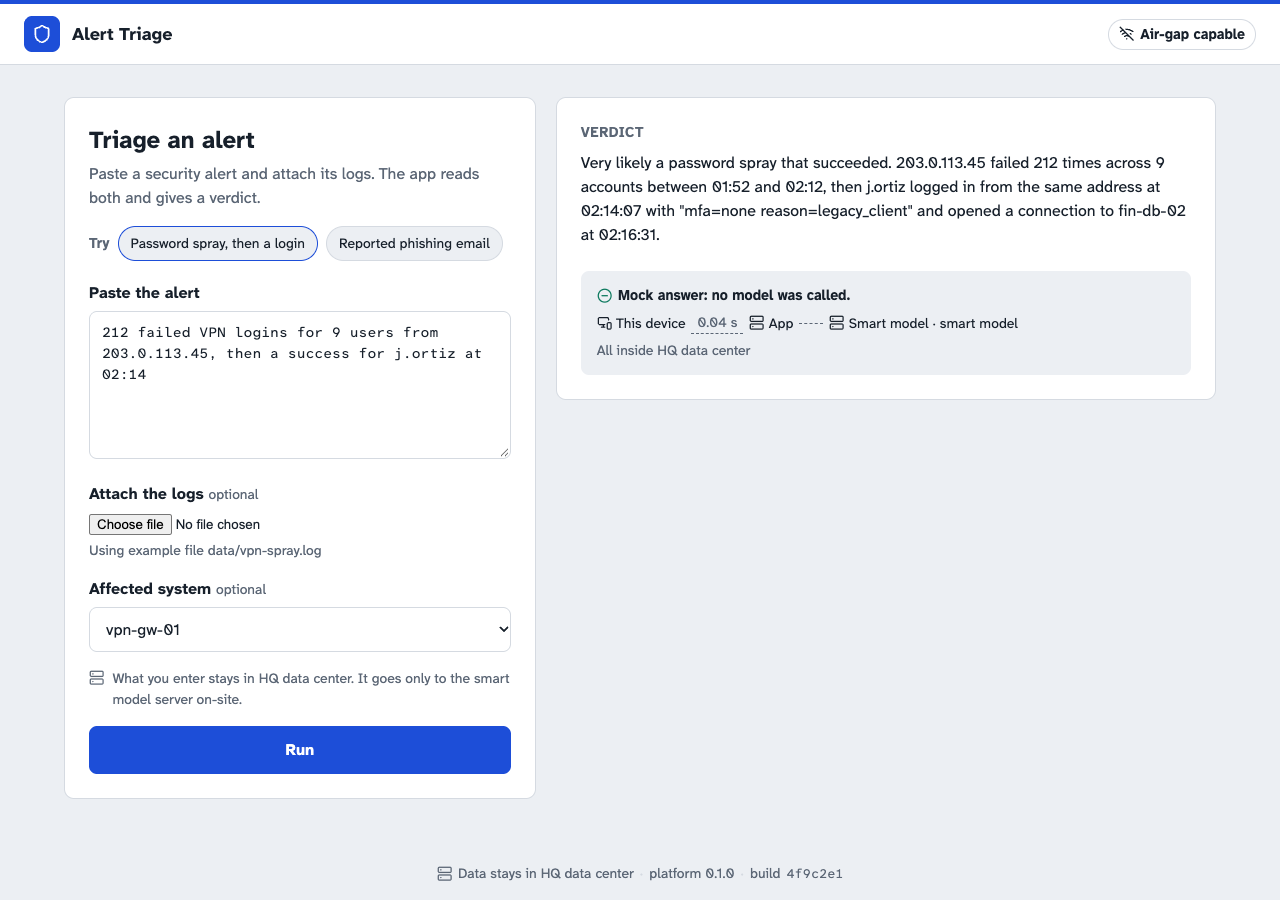 Alert Triage
Air-gap capable
Triage an alert
Paste a security alert and attach its logs. The app reads
both and gives a verdict.
Try
Password spray, then a login
Reported phishing email
Paste the alert
212 failed VPN logins for 9 users from
203.0.113.45, then a success for j.ortiz at
02:14
Attach the logs optional
Choose file No file chosen
Using example file data/vpn-spray.log
Affected system optional
vpn-gw-01
What you enter stays in HQ data center. It goes only to the smart
model server on-site.
Run
VERDICT
Very likely a password spray that succeeded. 203.0.113.45 failed 212 times across 9
accounts between 01:52 and 02:12, then j.ortiz logged in from the same address at
02:14:07 with "mfa=none reason=legacy_client" and opened a connection to fin-db-02
at 02:16:31.
Mock answer: no model was called.
This device 0.04 s App Smart model · smart model
All inside HQ data center
Data stays in HQ data center · platform 0.1.0 · build 4f9c2e1